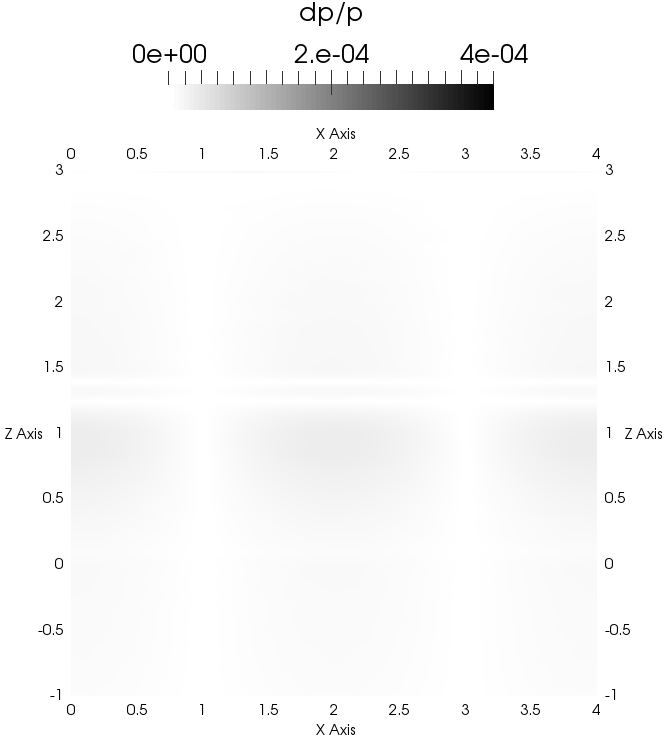 dp/p
0e+00 2.e-04 4e-04
X Axis
0 0.5 1 1.5 2 2.5 3 3.5 4
3 3
2.5 2.5
2 2
1.5 1.5
Z Axis 1 1 Z Axis
0.5 0.5
0 0
-0.5 -0.5
-1 -1
0 0.5 1 1.5 2 2.5 3 3.5 4
X Axis